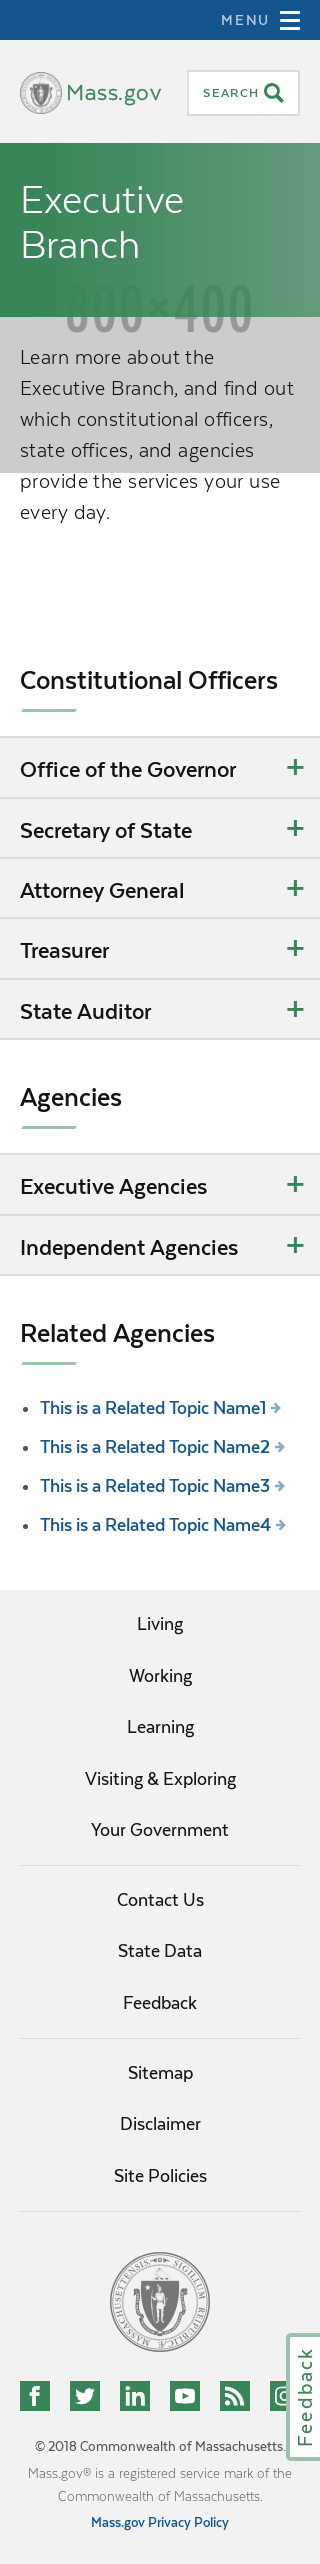 MENU
Mass.gov
SEARCH
Executive
Branch
800×400
Learn more about the
Executive Branch, and find out
which constitutional officers,
state offices, and agencies
provide the services your use
every day.
Constitutional Officers
Office of the Governor
Secretary of State
Attorney General
Treasurer
State Auditor
Agencies
Executive Agencies
Independent Agencies
Related Agencies
This is a Related Topic Name1
This is a Related Topic Name2
This is a Related Topic Name3
This is a Related Topic Name4
Living
Working
Learning
Visiting & Exploring
Your Government
Contact Us
State Data
Feedback
Sitemap
Disclaimer
Site Policies
Feedback
© 2018 Commonwealth of Massachusetts.
Mass.gov® is a registered service mark of the
Commonwealth of Massachusetts.
Mass.gov Privacy Policy